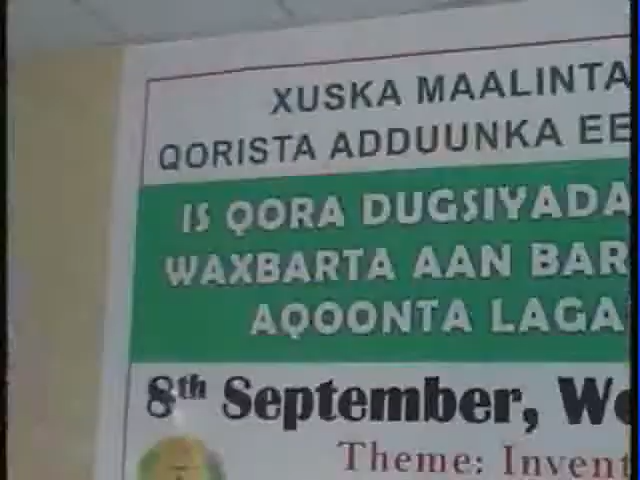 XUSKA MAALINTA
QORISTA ADDUUNKA EE
IS QORA DUGSIYADA
WAXBARTA AAN BAR
AQOONTA LAGA
8th September, We
Theme: Invent